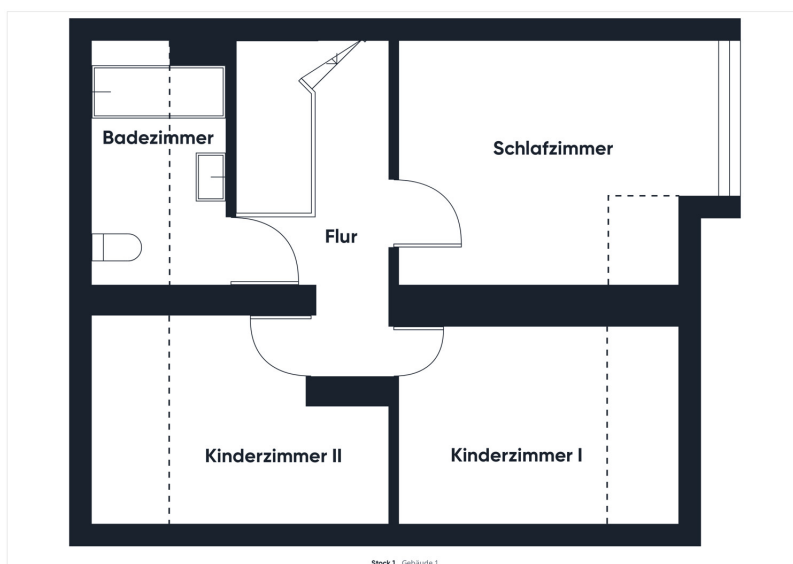 Badezimmer
Schlafzimmer
Flur
Kinderzimmer II
Kinderzimmer I
Stock 1 Gebäude 1